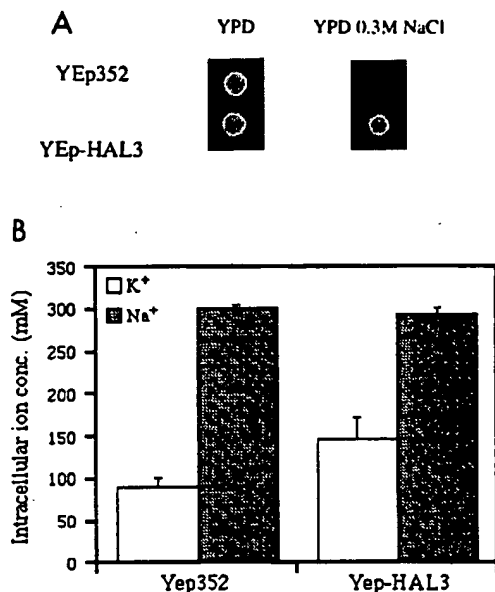 A
YPD YPD 0.3M NaCl
YEp352
YEp-HAL3
B
Intracellular ion conc. (mM)
350
300
250
200
150
100
50
0
K+
Na+
Yep352 Yep-HAL3